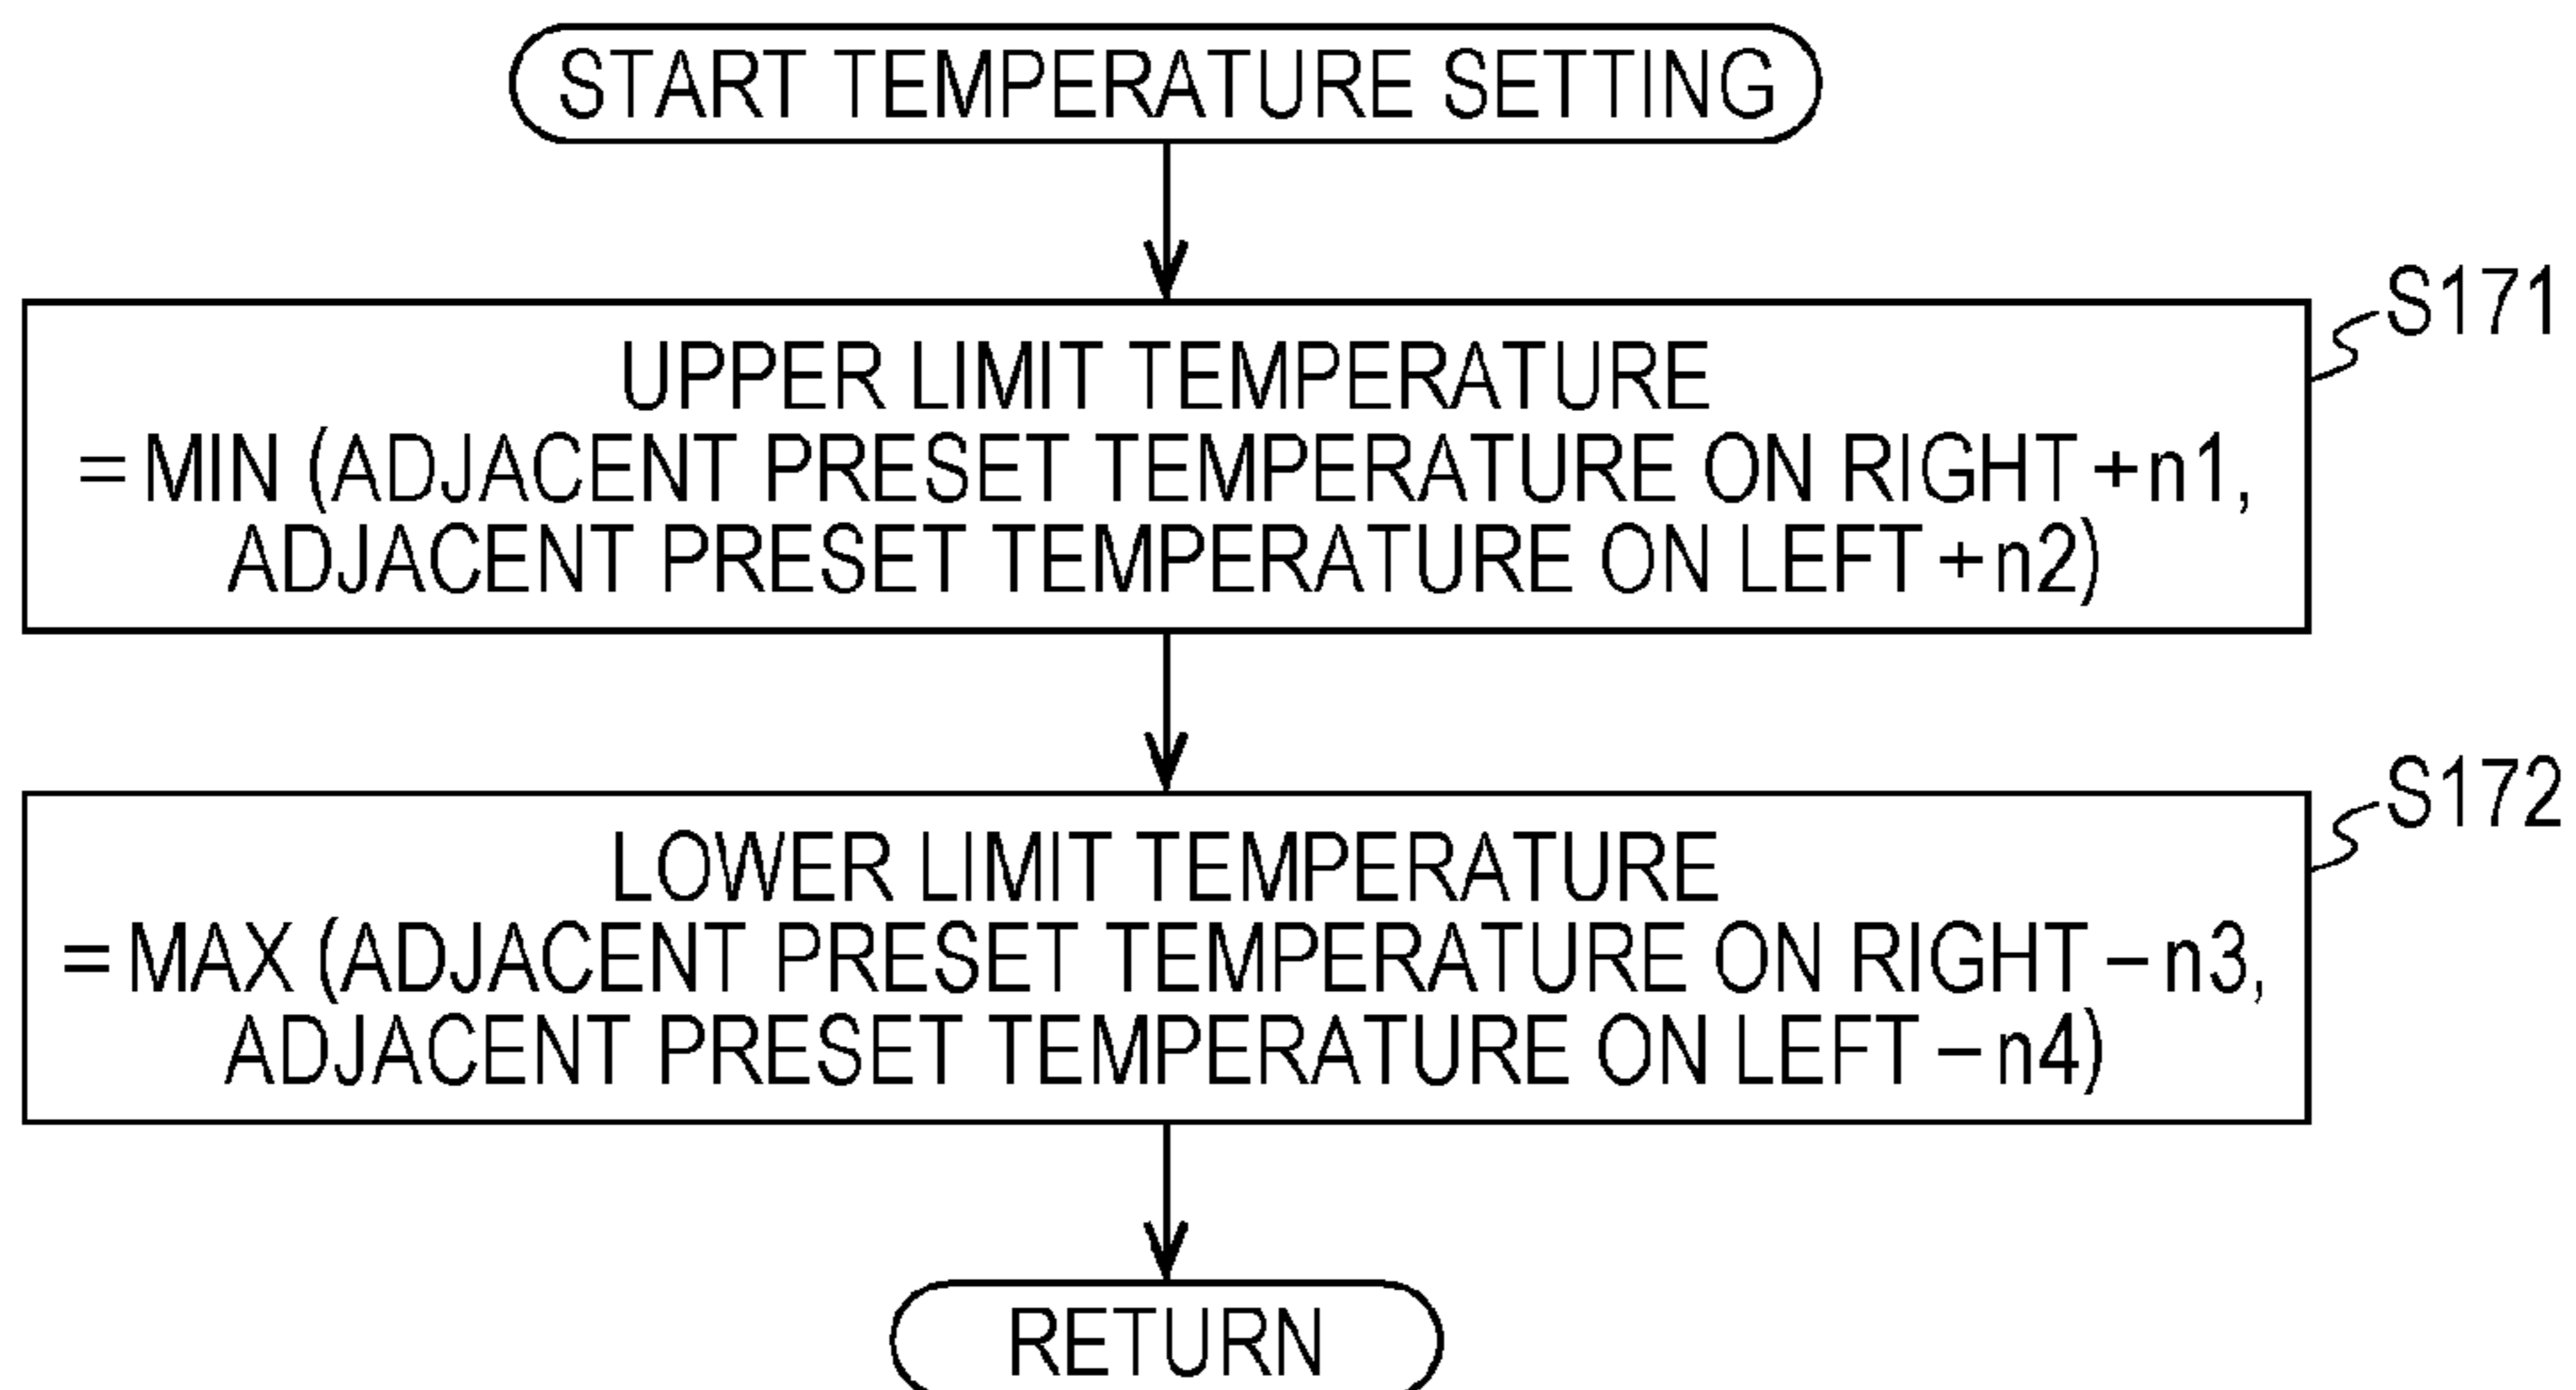 START TEMPERATURE SETTING
S171
UPPER LIMIT TEMPERATURE
= MIN (ADJACENT PRESET TEMPERATURE ON RIGHT +n1,
ADJACENT PRESET TEMPERATURE ON LEFT +n2)
S172
LOWER LIMIT TEMPERATURE
= MAX (ADJACENT PRESET TEMPERATURE ON RIGHT −n3,
ADJACENT PRESET TEMPERATURE ON LEFT −n4)
RETURN